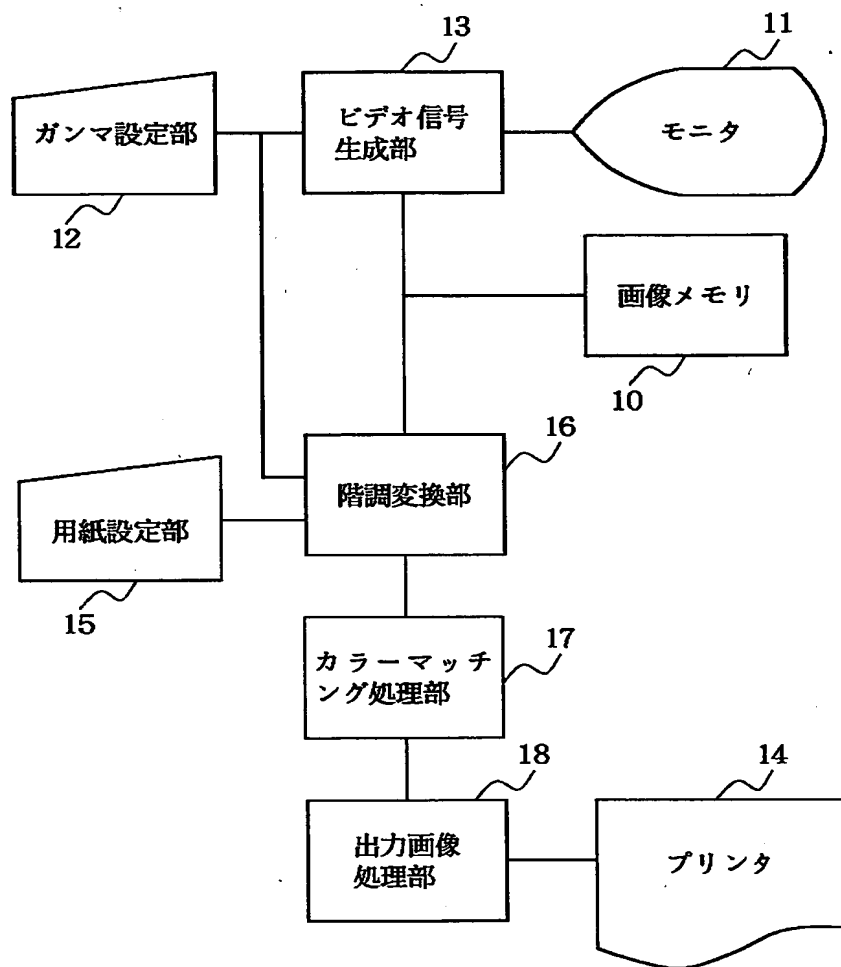 13
11
ガンマ設定部
ビデオ信号
生成部
モニタ
12
画像メモリ
10
16
階調変換部
用紙設定部
15
17
カラーマッチ
ング処理部
18
14
出力画像
処理部
プリンタ